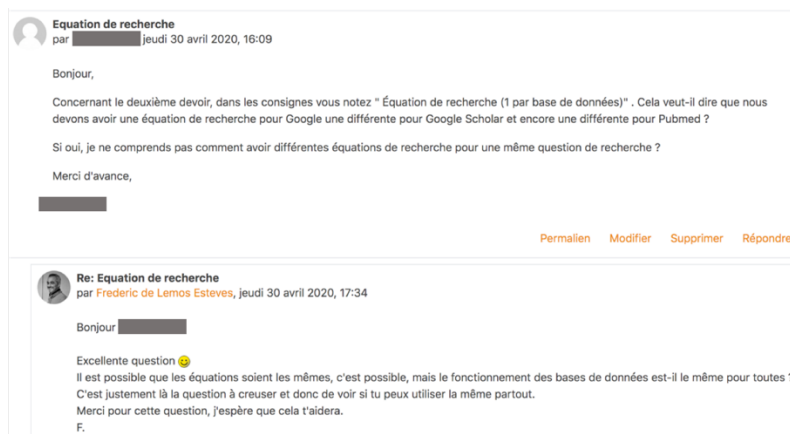 Equation de recherche
par jeudi 30 avril 2020, 16:09
Bonjour,
Concernant le deuxième devoir, dans les consignes vous notez " Équation de recherche (1 par base de données)" . Cela veut-il dire que nous
devons avoir une équation de recherche pour Google une différente pour Google Scholar et encore une différente pour Pubmed ?
Si oui, je ne comprends pas comment avoir différentes équations de recherche pour une même question de recherche ?
Merci d'avance,
Permalien Modifier Supprimer Répondre
Re: Equation de recherche
par Frederic de Lemos Esteves, jeudi 30 avril 2020, 17:34
Bonjour
Excellente question
Il est possible que les équations soient les mêmes, c'est possible, mais le fonctionnement des bases de données est-il le même pour toutes ?
C'est justement là la question à creuser et donc de voir si tu peux utiliser la même partout.
Merci pour cette question, j'espère que cela t'aidera.
F.